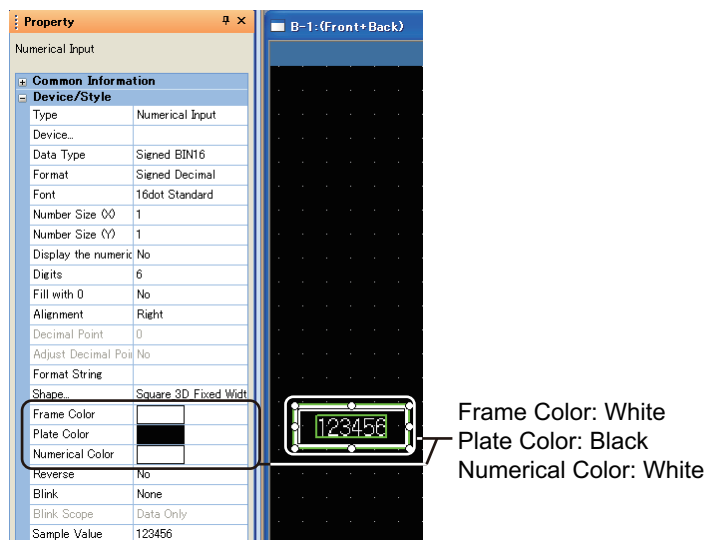 Property
B-1:(Front+Back)
Numerical Input
Common Information
Device/Style
Type Numerical Input
Device...
Data Type Signed BIN16
Format Signed Decimal
Font 16dot Standard
Number Size (X) 1
Number Size (Y) 1
Display the numeric No
Digits 6
Fill with 0 No
Alignment Right
Decimal Point 0
Adjust Decimal Poi No
Format String
Shape... Square 3D Fixed Widt
Frame Color
Plate Color
Numerical Color
Reverse No
Blink None
Blink Scope Data Only
Sample Value 123456
123456
Frame Color: White
Plate Color: Black
Numerical Color: White